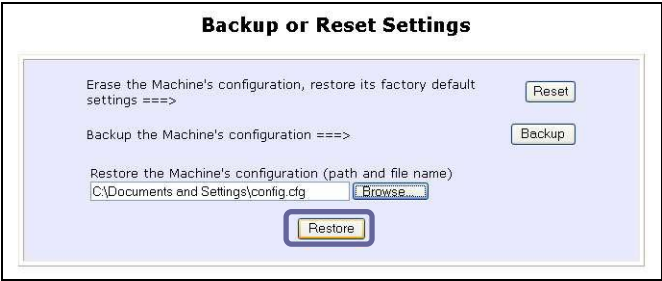 Backup or Reset Settings
Erase the Machine's configuration, restore its factory default
settings ===> Reset
Backup the Machine's configuration ===> Backup
Restore the Machine's configuration (path and file name)
C:\Documents and Settings\config.cfg Browse...
Restore